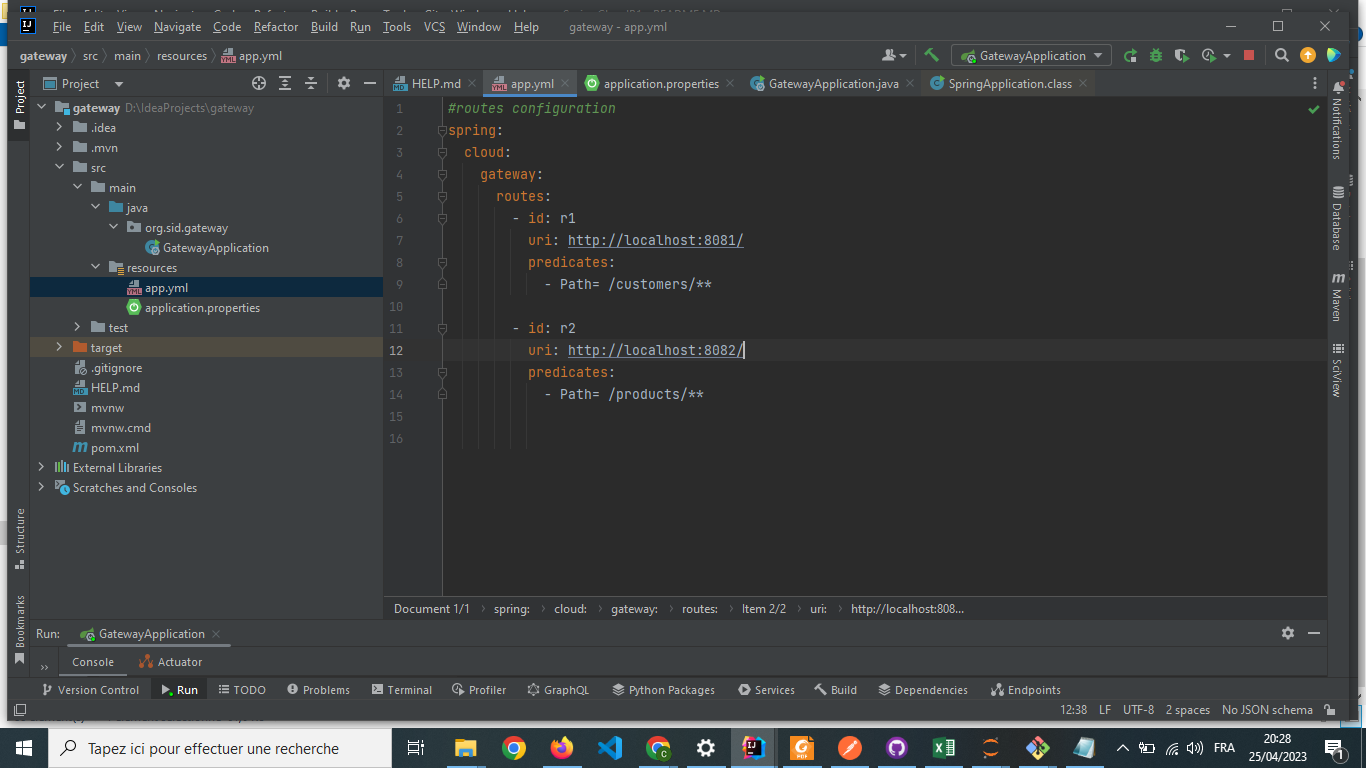 File Edit View Navigate Code Refactor Build Run Tools VCS Window Help gateway - app.yml
gateway src main resources app.yml
GatewayApplication
Project
HELP.md app.yml application.properties GatewayApplication.java SpringApplication.class
Project
gateway D:\IdeaProjects\gateway
.idea
.mvn
src
main
java
org.sid.gateway
GatewayApplication
resources
app.yml
application.properties
test
target
.gitignore
HELP.md
mvnw
mvnw.cmd
pom.xml
External Libraries
Scratches and Consoles
Structure
Bookmarks
1 #routes configuration
2 spring:
3 cloud:
4 gateway:
5 routes:
6 - id: r1
7 uri: http://localhost:8081/
8 predicates:
9 - Path= /customers/**
10
11 - id: r2
12 uri: http://localhost:8082/
13 predicates:
14 - Path= /products/**
15
16
Notifications
Database
Maven
SciView
Document 1/1 spring: cloud: gateway: routes: Item 2/2 uri: http://localhost:808...
Run: GatewayApplication
Console Actuator
Version Control Run TODO Problems Terminal Profiler GraphQL Python Packages Services Build Dependencies Endpoints
12:38 LF UTF-8 2 spaces No JSON schema
Tapez ici pour effectuer une recherche
FRA
20:28
25/04/2023
1